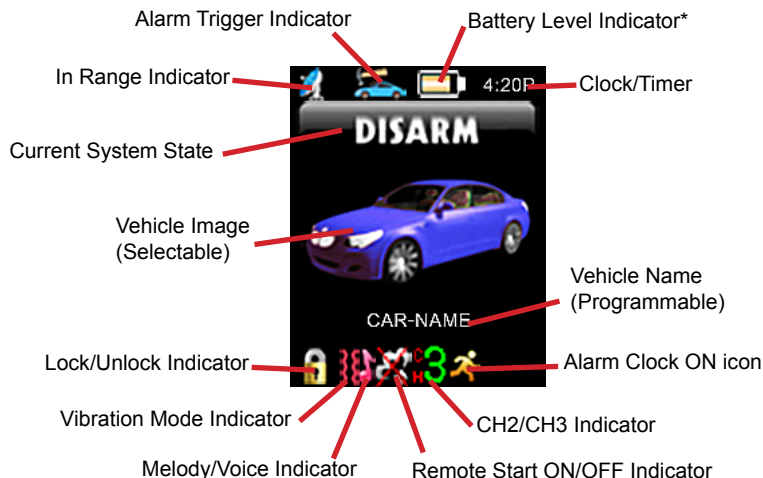 Alarm Trigger Indicator
Battery Level Indicator*
In Range Indicator
4:20P
Clock/Timer
DISARM
Current System State
Vehicle Image
(Selectable)
Vehicle Name
(Programmable)
CAR-NAME
Lock/Unlock Indicator
CH3
Alarm Clock ON icon
Vibration Mode Indicator
CH2/CH3 Indicator
Melody/Voice Indicator
Remote Start ON/OFF Indicator